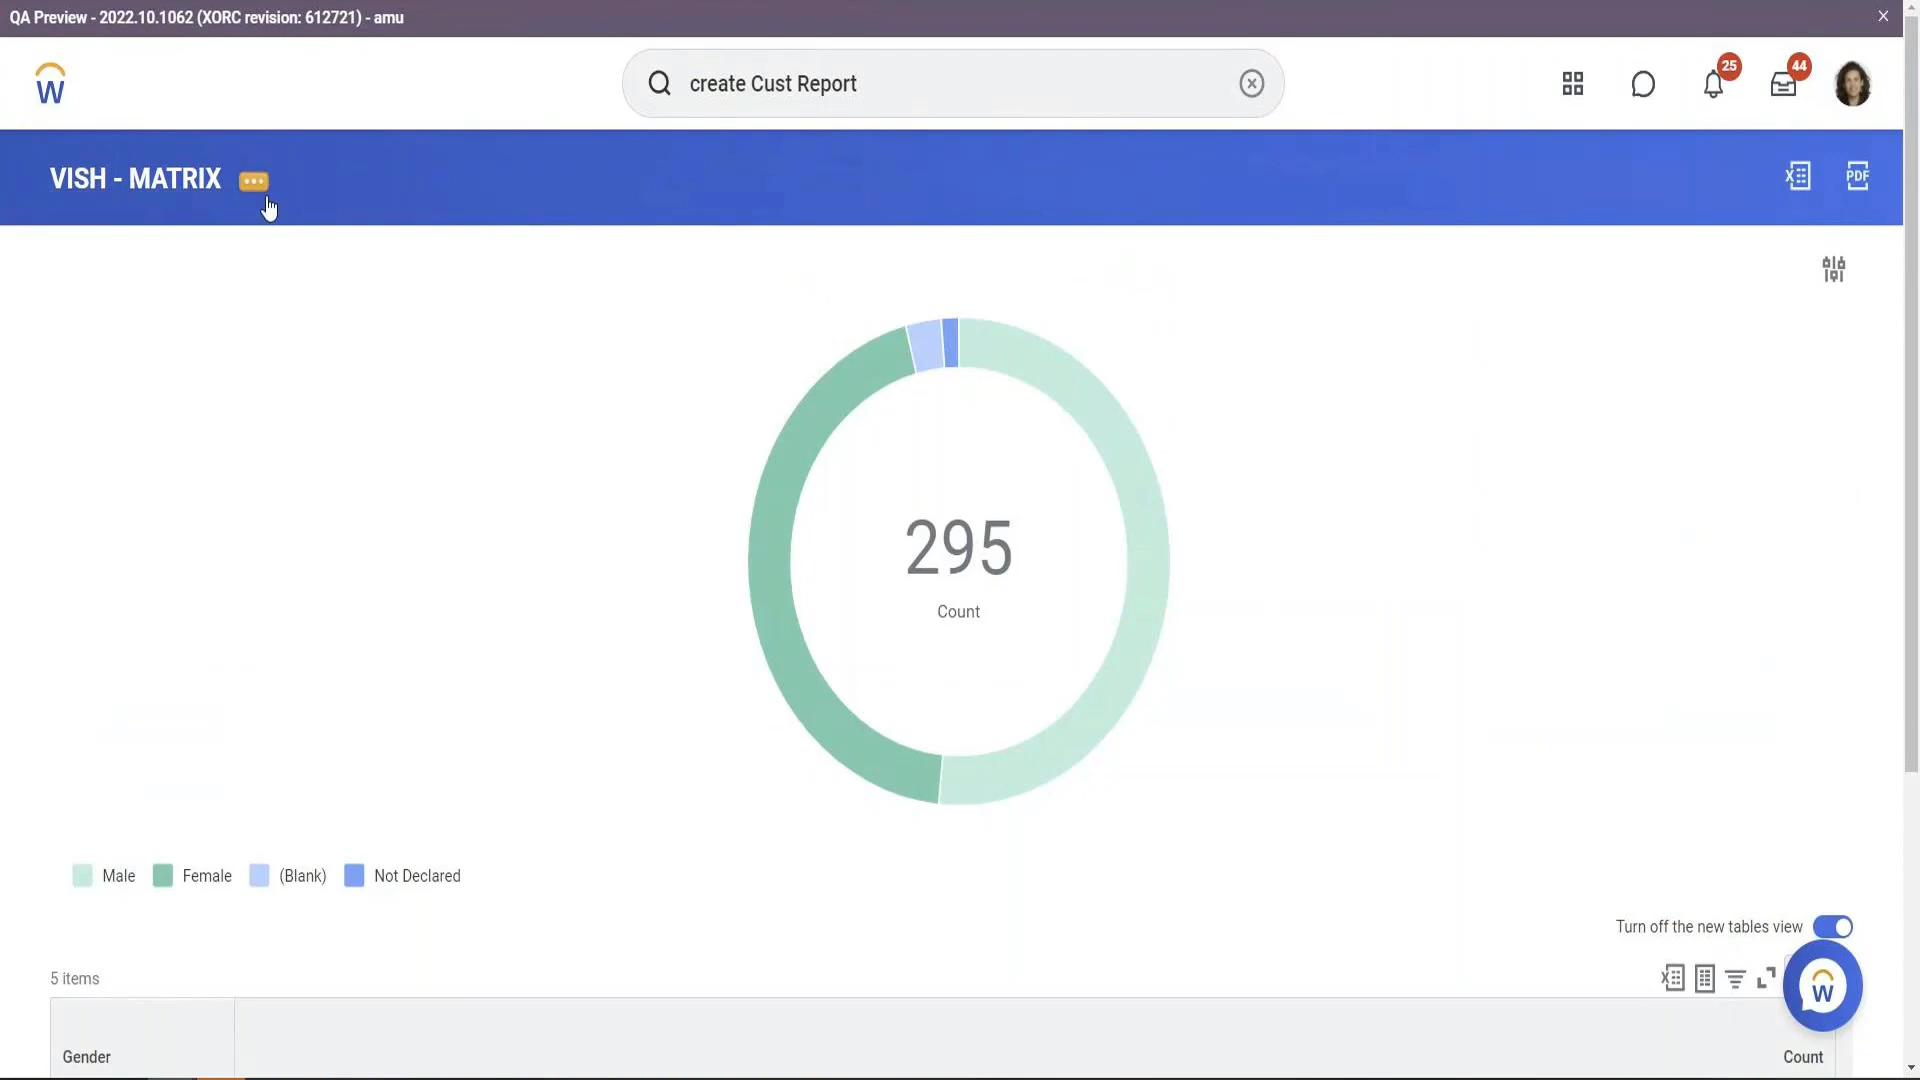 QA Preview - 2022.10.1062 (XORC revision: 612721) - amu
W
create Cust Report
25
44
VISH - MATRIX
X
PDF
295
Count
Male
Female
(Blank)
Not Declared
Turn off the new tables view
5 items
X
W
Gender
Count